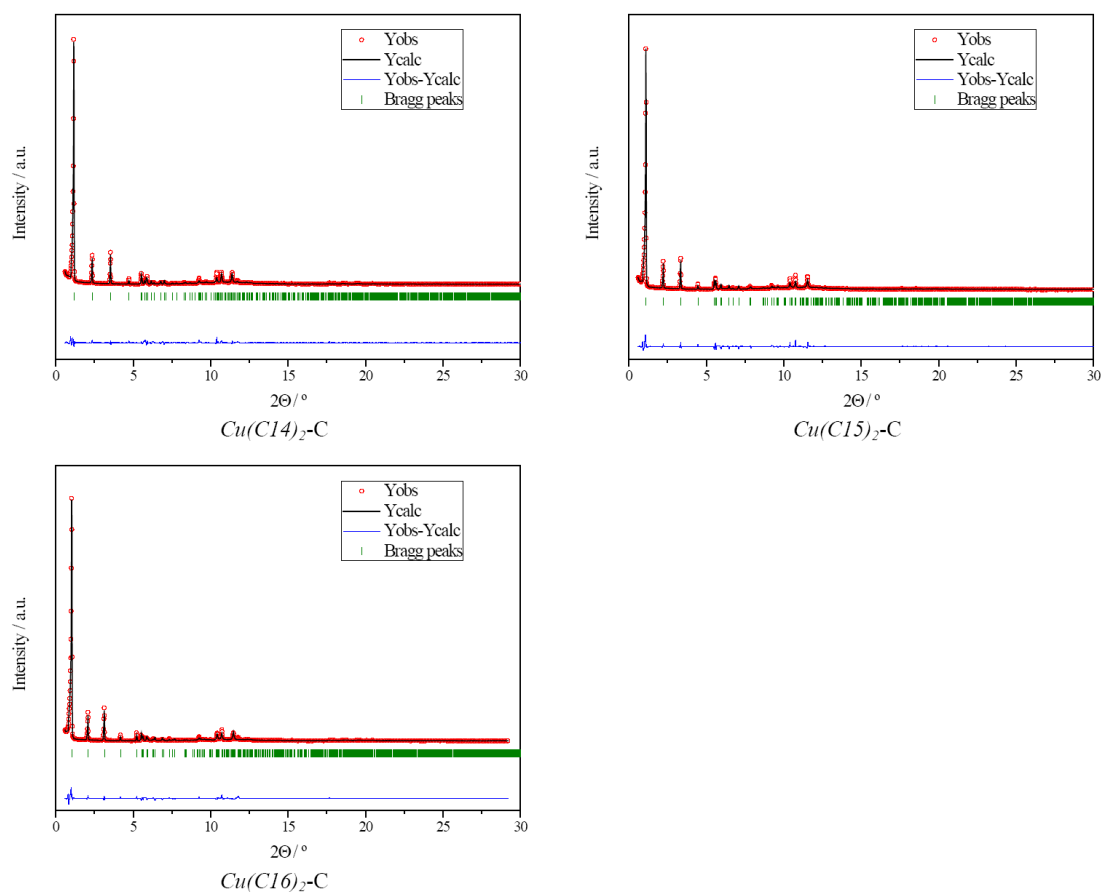 Yobs
Ycalc
Yobs-Ycalc
Bragg peaks
Intensity / a.u.
0 5 10 15 20 25 30
2Θ / º
Cu(C14)₂-C
Yobs
Ycalc
Yobs-Ycalc
Bragg peaks
Intensity / a.u.
0 5 10 15 20 25 30
2Θ / º
Cu(C15)₂-C
Yobs
Ycalc
Yobs-Ycalc
Bragg peaks
Intensity / a.u.
0 5 10 15 20 25 30
2Θ / º
Cu(C16)₂-C